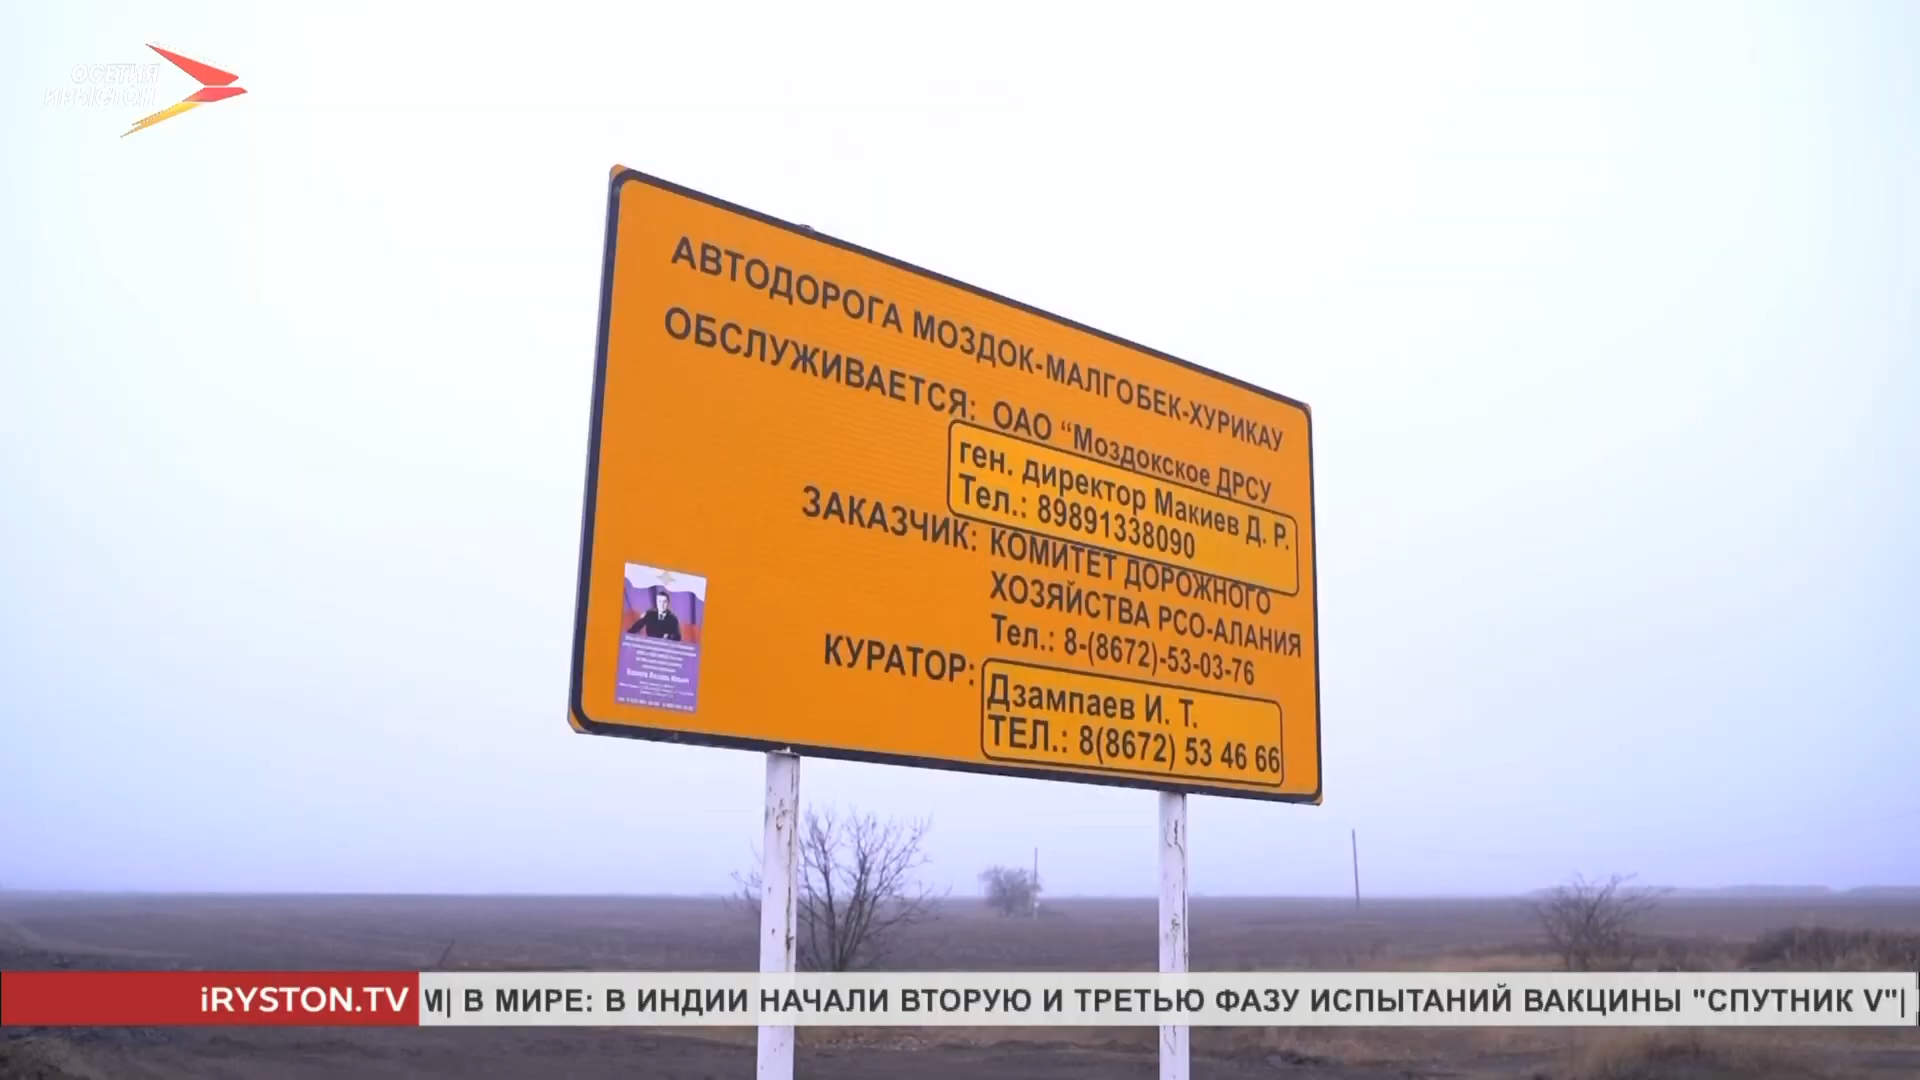 ОСЕТИЯ
ИРЫСТОН
АВТОДОРОГА МОЗДОК-МАЛГОБЕК-ХУРИКАУ
ОБСЛУЖИВАЕТСЯ: ОАО “Моздокское ДРСУ
ген. директор Макиев Д. Р.
Тел.: 89891338090
ЗАКАЗЧИК: КОМИТЕТ ДОРОЖНОГО
ХОЗЯЙСТВА РСО-АЛАНИЯ
Тел.: 8-(8672)-53-03-76
КУРАТОР: Дзампаев И. Т.
ТЕЛ.: 8(8672) 53 46 66
iRYSTON.TV М| В МИРЕ: В ИНДИИ НАЧАЛИ ВТОРУЮ И ТРЕТЬЮ ФАЗУ ИСПЫТАНИЙ ВАКЦИНЫ "СПУТНИК V"|